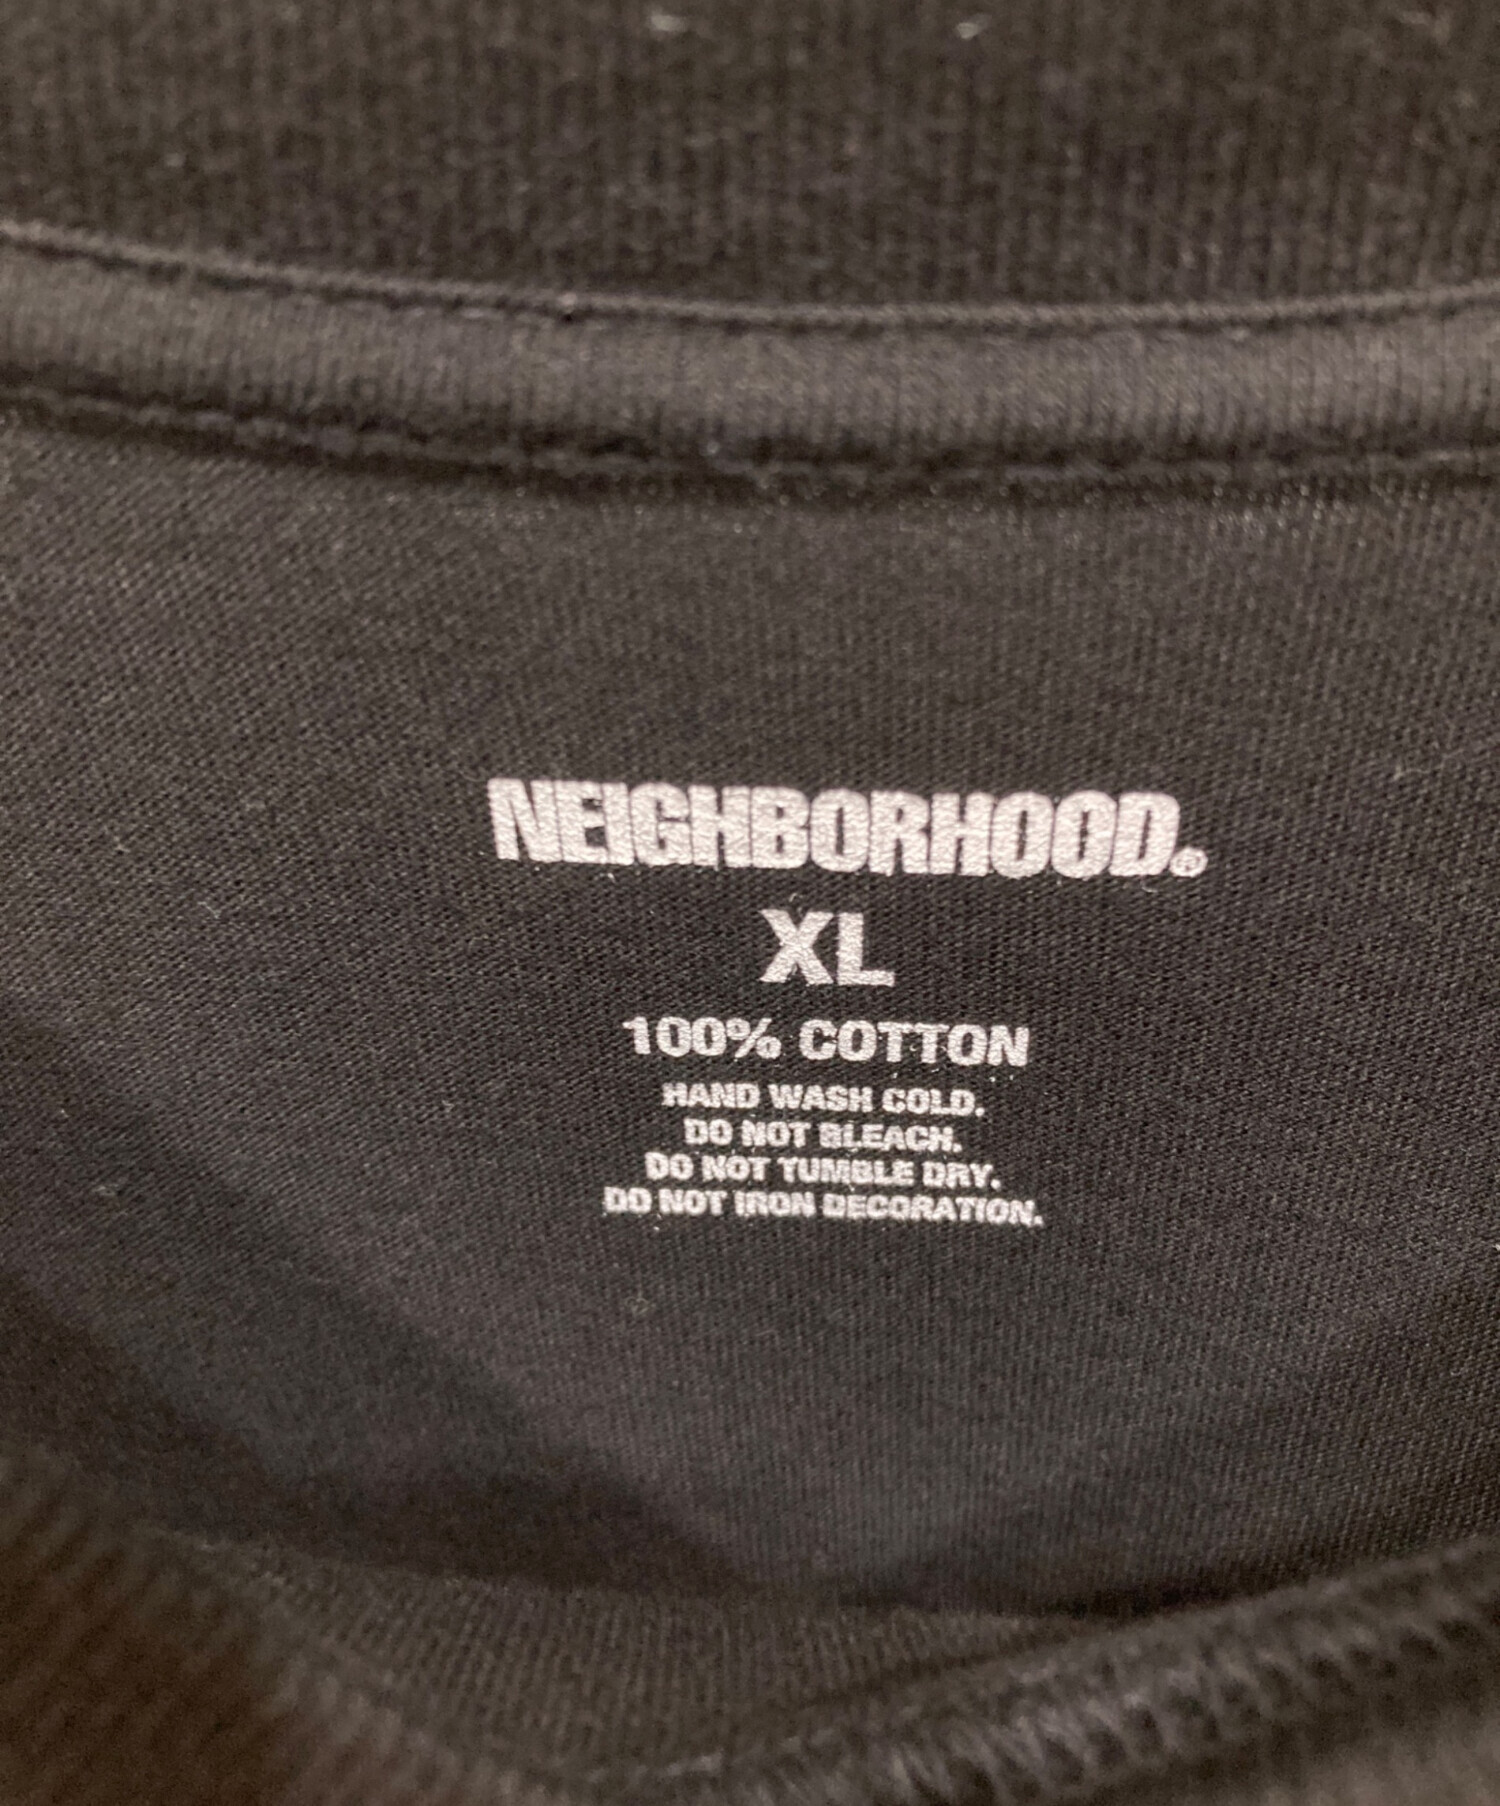 NEIGHBORHOOD.®
XL
100% COTTON
HAND WASH COLD.
DO NOT BLEACH.
DO NOT TUMBLE DRY.
DO NOT IRON DECORATION.